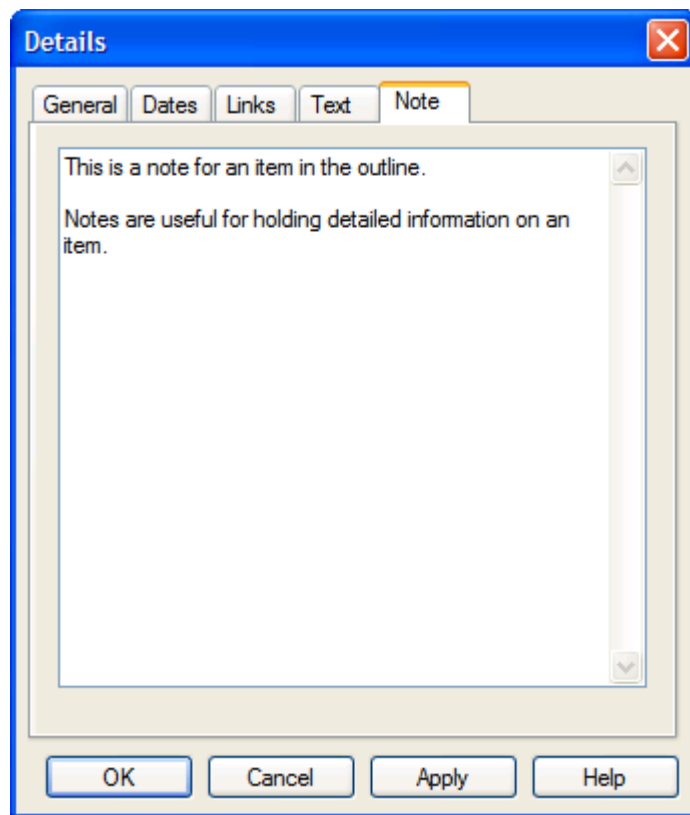 Details
General Dates Links Text Note
This is a note for an item in the outline.
Notes are useful for holding detailed information on an
item.
OK Cancel Apply Help